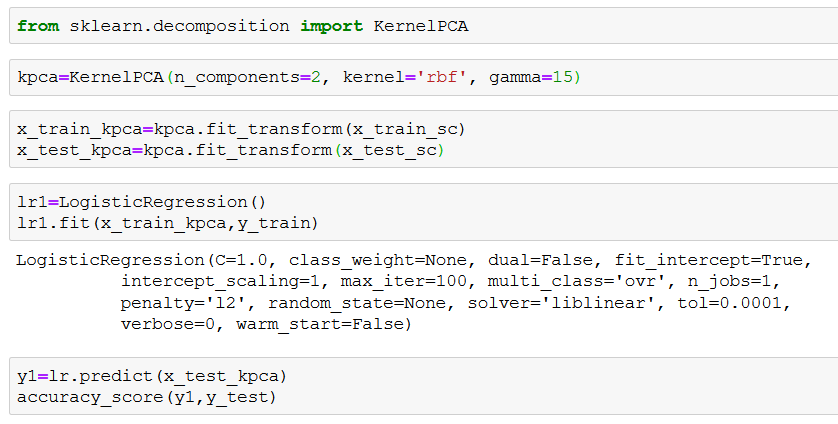 from sklearn.decomposition import KernelPCA
kpca=KernelPCA(n_components=2, kernel='rbf', gamma=15)
x_train_kpca=kpca.fit_transform(x_train_sc)
x_test_kpca=kpca.fit_transform(x_test_sc)
lr1=LogisticRegression()
lr1.fit(x_train_kpca,y_train)
LogisticRegression(C=1.0, class_weight=None, dual=False, fit_intercept=True,
intercept_scaling=1, max_iter=100, multi_class='ovr', n_jobs=1,
penalty='l2', random_state=None, solver='liblinear', tol=0.0001,
verbose=0, warm_start=False)
y1=lr.predict(x_test_kpca)
accuracy_score(y1,y_test)